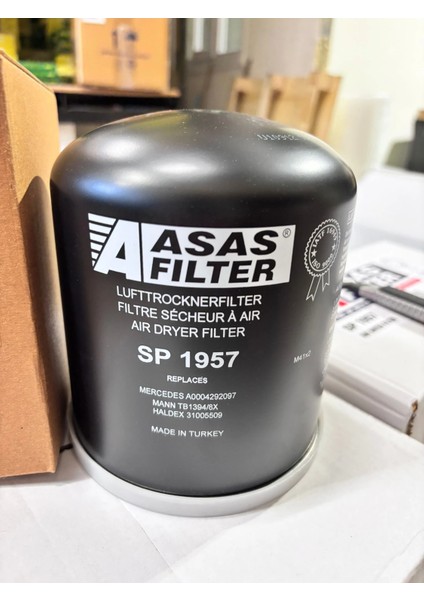 ASAS®
FILTER
LUFTTROCKNERFILTER
FILTRE SÉCHEUR À AIR
AIR DRYER FILTER
SP 1957
REPLACES
MERCEDES A0004292097
MANN TB1394/8X
HALDEX 31005509
MADE IN TURKEY
M41x2